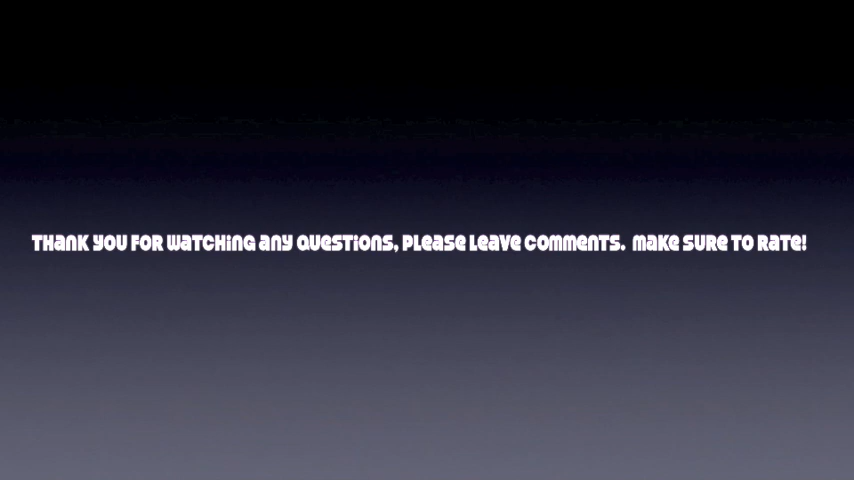 Thank you for watching any questions, please leave comments. make sure to rate!